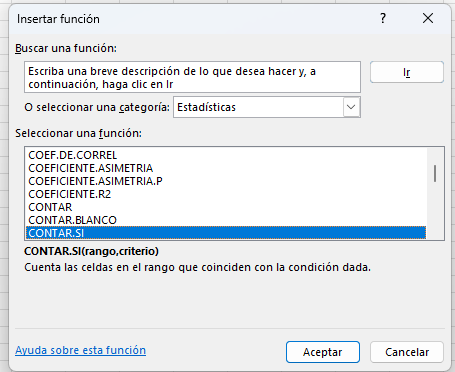 Insertar función
Buscar una función:
Escriba una breve descripción de lo que desea hacer y, a
continuación, haga clic en Ir
Ir
O seleccionar una categoría: Estadísticas
Seleccionar una función:
COEF.DE.CORREL
COEFICIENTE.ASIMETRIA
COEFICIENTE.ASIMETRIA.P
COEFICIENTE.R2
CONTAR
CONTAR.BLANCO
CONTAR.SI
CONTAR.SI(rango,criterio)
Cuenta las celdas en el rango que coinciden con la condición dada.
Ayuda sobre esta función
Aceptar
Cancelar